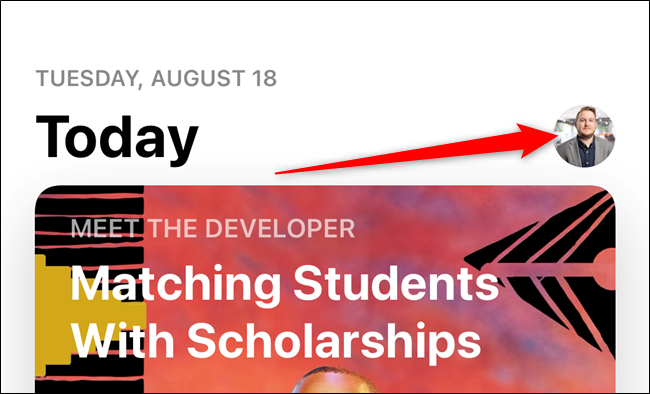 TUESDAY, AUGUST 18
Today
MEET THE DEVELOPER
Matching Students
With Scholarships